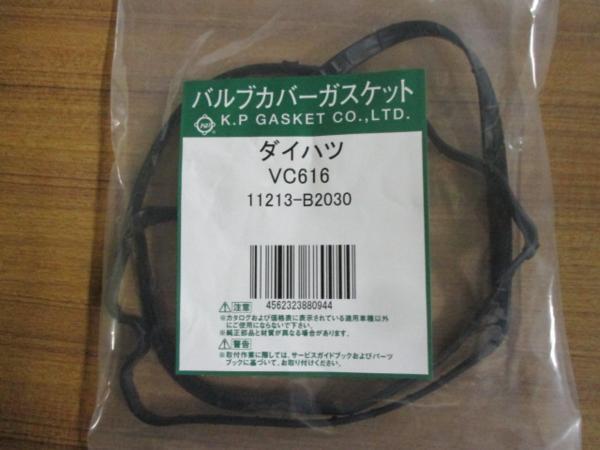 バルブカバーガスケット
K.P GASKET CO.,LTD.
ダイハツ
VC616
11213-B2030
4562323880944
注意
※カタログおよび価格表に表示されている適用車種以外
にご使用にならないで下さい。
※純正部品と材質が異なる場合があります。
警告
※取付作業に際しては、サービスガイドブックおよびパーツ
ブックに基づいて、お取り付けください。